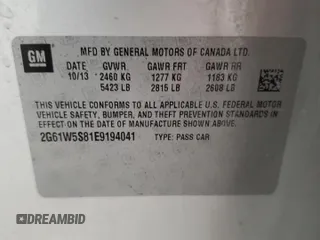 GM
MFD BY GENERAL MOTORS OF CANADA LTD.
DATE GVWR GAWR FRT GAWR RR
10/13 2460 KG 1277 KG 1183 KG
5423 LB 2815 LB 2608 LB
THIS VEHICLE CONFORMS TO ALL APPLICABLE U.S. FEDERAL MOTOR
VEHICLE SAFETY, BUMPER, AND THEFT PREVENTION STANDARDS IN
EFFECT ON THE DATE OF MANUFACTURE SHOWN ABOVE.
2G61W5S81E9194041 TYPE: PASS CAR
DREAMBID